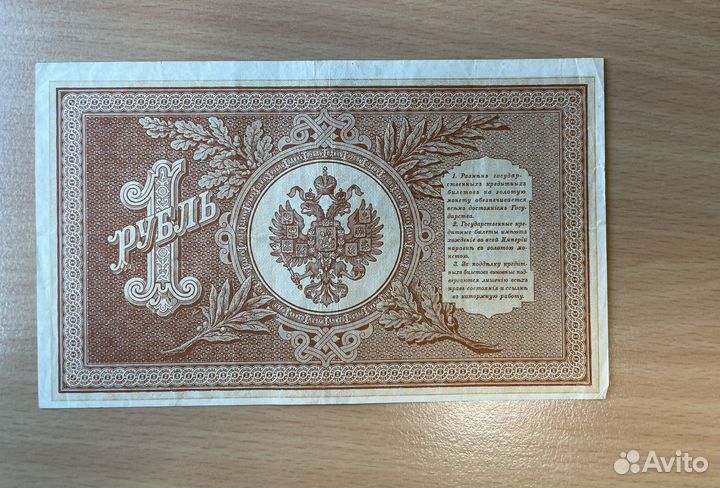 1
РУБЛЬ
1. Размѣнъ государ-
ственныхъ кредитныхъ
билетовъ на золотую
монету обезпечивается
всѣмъ достояніемъ Госу-
дарства.
2. Государственные кре-
дитные билеты имѣютъ
хожденіе во всей Имперіи
наравнѣ съ золотою мо-
нетою.
3. За поддѣлку кредит-
ныхъ билетовъ виновные под-
вергаются лишенію всѣхъ
правъ состоянія и ссылкѣ
въ каторжную работу.
Avito